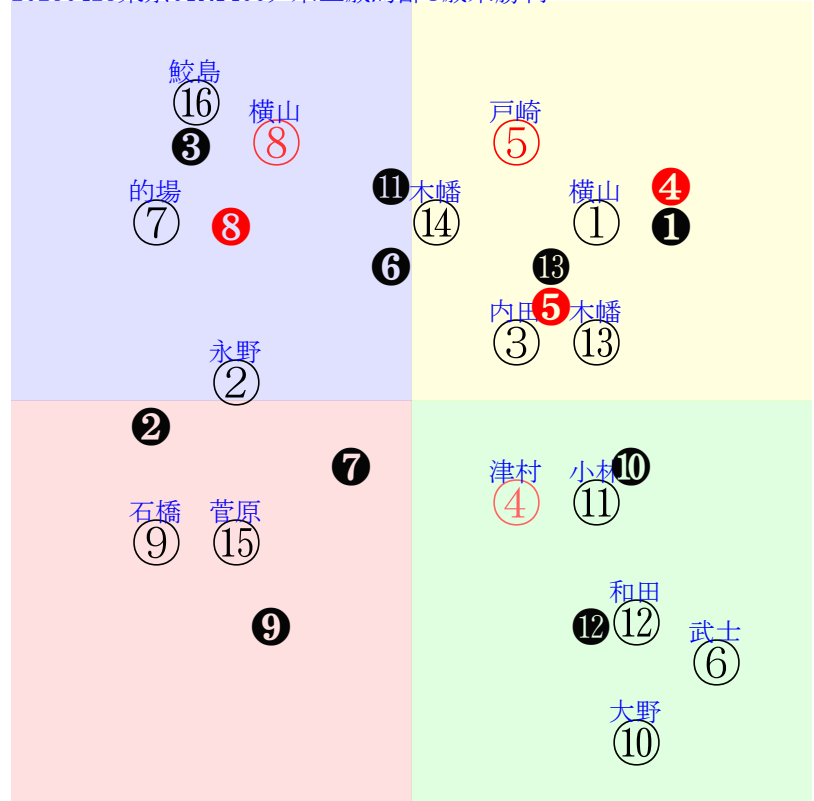 鮫島
⑯
横山
⑧
戸崎
⑤
❸
的場
⑦
❽
⓫
木幡
⑭
横山
①
❹
❶
❻
⓭
❺
内田
③
木幡
⑬
永野
②
❷
❼
津村
④
小林
⑪
❿
石橋
⑨
菅原
⑮
❾
⓬
和田
⑫
武士
⑥
大野
⑩